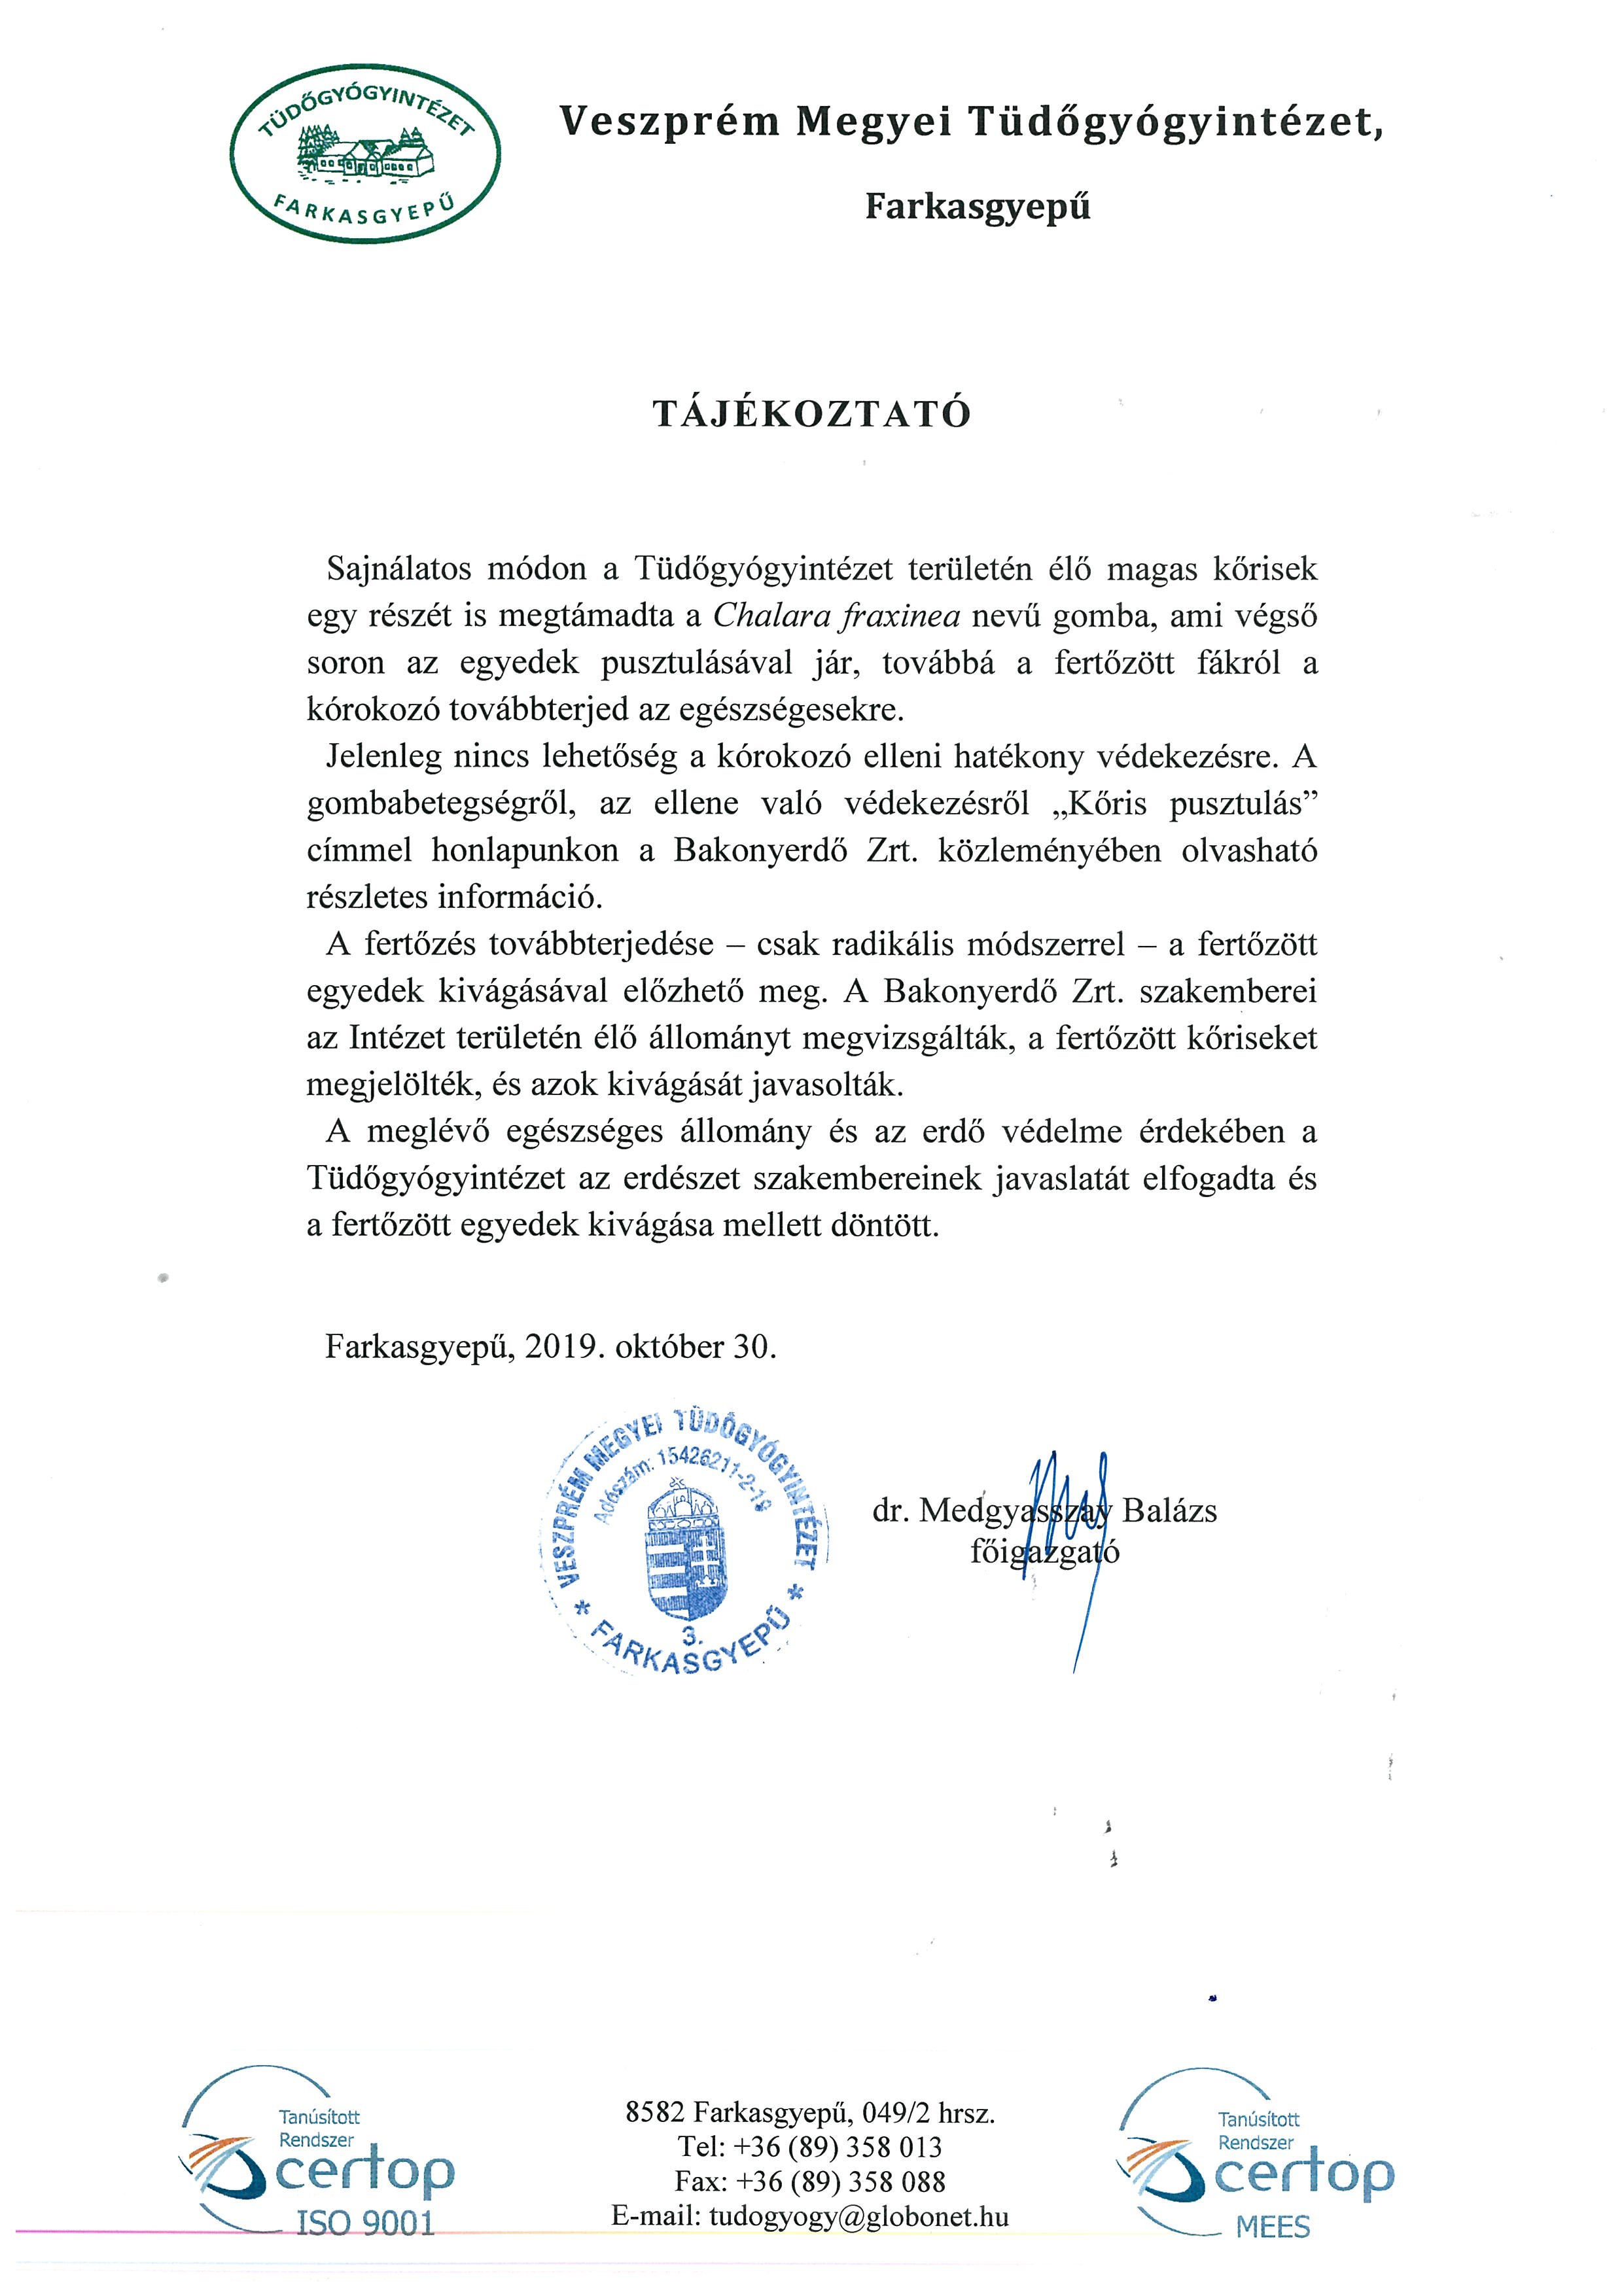 TÜDŐGYÓGYINTÉZET
FARKASGYEPŰ
Veszprém Megyei Tüdőgyógyintézet,
Farkasgyepű
TÁJÉKOZTATÓ
Sajnálatos módon a Tüdőgyógyintézet területén élő magas kőrisek
egy részét is megtámadta a Chalara fraxinea nevű gomba, ami végső
soron az egyedek pusztulásával jár, továbbá a fertőzött fákról a
kórokozó továbbterjed az egészségesekre.
Jelenleg nincs lehetőség a kórokozó elleni hatékony védekezésre. A
gombabetegségről, az ellene való védekezésről „Kőris pusztulás”
címmel honlapunkon a Bakonyerdő Zrt. közleményében olvasható
részletes információ.
A fertőzés továbbterjedése – csak radikális módszerrel – a fertőzött
egyedek kivágásával előzhető meg. A Bakonyerdő Zrt. szakemberei
az Intézet területén élő állományt megvizsgálták, a fertőzött kőriseket
megjelölték, és azok kivágását javasolták.
A meglévő egészséges állomány és az erdő védelme érdekében a
Tüdőgyógyintézet az erdészet szakembereinek javaslatát elfogadta és
a fertőzött egyedek kivágása mellett döntött.
Farkasgyepű, 2019. október 30.
VESZPRÉM MEGYEI TÜDŐGYÓGYINTÉZET
Adószám: 15426211-2-19
3.
* FARKASGYEPŰ *
dr. Medgyasszay Balázs
főigazgató
Tanúsított
Rendszer
certop
ISO 9001
8582 Farkasgyepű, 049/2 hrsz.
Tel: +36 (89) 358 013
Fax: +36 (89) 358 088
E-mail: tudogyogy@globonet.hu
Tanúsított
Rendszer
certop
MEES